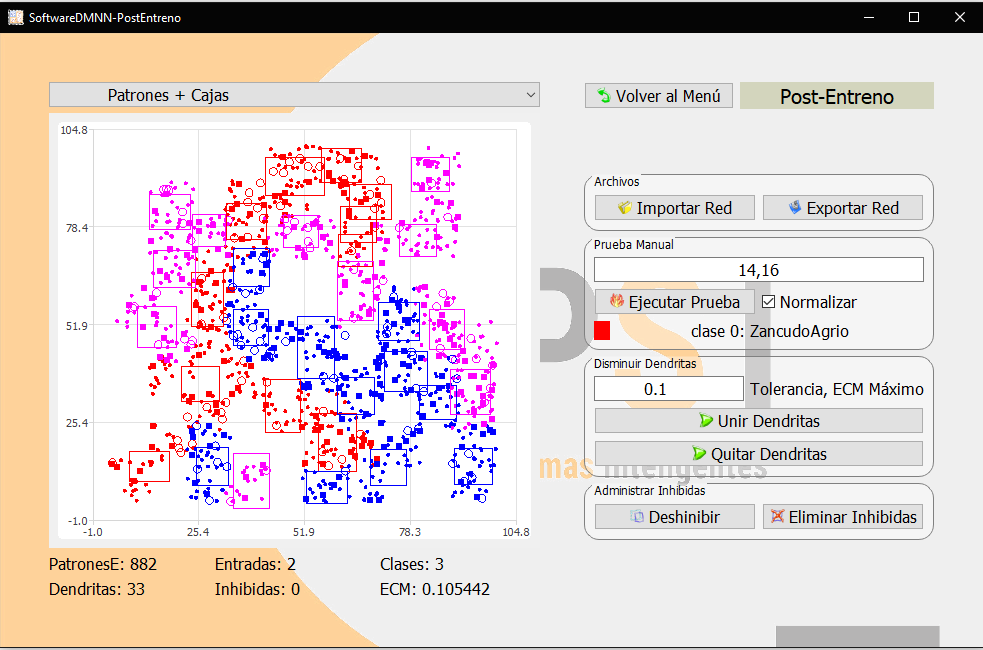 SoftwareDMNN-PostEntreno
Patrones + Cajas
Volver al Menú
Post-Entreno
104.8
78.4
51.9
25.4
-1.0
-1.0
25.4
51.9
78.3
104.8
PatronesE: 882
Entradas: 2
Clases: 3
Dendritas: 33
Inhibidas: 0
ECM: 0.105442
Archivos
Importar Red
Exportar Red
Prueba Manual
14,16
Ejecutar Prueba
Normalizar
clase 0: ZancudoAgrio
Disminuir Dendritas
0.1
Tolerancia, ECM Máximo
Unir Dendritas
Quitar Dendritas
Administrar Inhibidas
Deshinibir
Eliminar Inhibidas